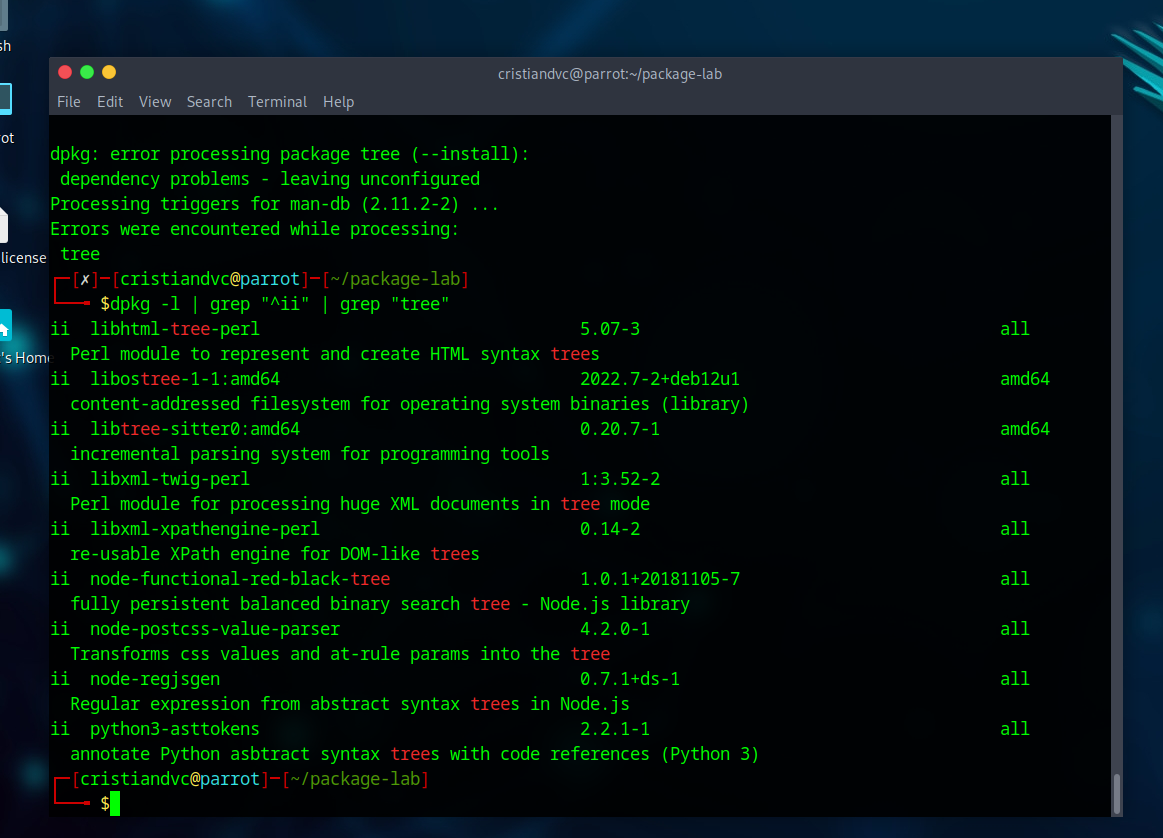 sh
ot
license
's Home
cristiandvc@parrot:~/package-lab
File Edit View Search Terminal Help
dpkg: error processing package tree (--install):
 dependency problems - leaving unconfigured
Processing triggers for man-db (2.11.2-2) ...
Errors were encountered while processing:
 tree
┌─[✗]─[cristiandvc@parrot]─[~/package-lab]
└──╼ $dpkg -l | grep "^ii" | grep "tree"
ii  libhtml-tree-perl 5.07-3 all
  Perl module to represent and create HTML syntax trees
ii  libostree-1-1:amd64 2022.7-2+deb12u1 amd64
  content-addressed filesystem for operating system binaries (library)
ii  libtree-sitter0:amd64 0.20.7-1 amd64
  incremental parsing system for programming tools
ii  libxml-twig-perl 1:3.52-2 all
  Perl module for processing huge XML documents in tree mode
ii  libxml-xpathengine-perl 0.14-2 all
  re-usable XPath engine for DOM-like trees
ii  node-functional-red-black-tree 1.0.1+20181105-7 all
  fully persistent balanced binary search tree - Node.js library
ii  node-postcss-value-parser 4.2.0-1 all
  Transforms css values and at-rule params into the tree
ii  node-regjsgen 0.7.1+ds-1 all
  Regular expression from abstract syntax trees in Node.js
ii  python3-asttokens 2.2.1-1 all
  annotate Python asbtract syntax trees with code references (Python 3)
┌─[cristiandvc@parrot]─[~/package-lab]
└──╼ $